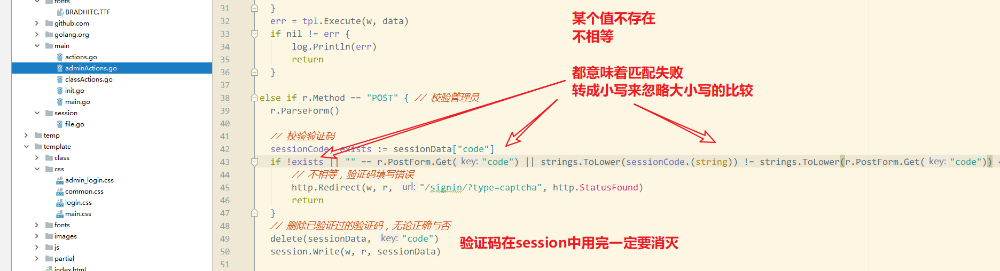 fonts
BRADHITC.TTF
github.com
golang.org
main
actions.go
adminActions.go
classActions.go
init.go
main.go
session
file.go
temp
template
class
css
admin_login.css
common.css
login.css
main.css
fonts
images
js
partial
index.html
31 }
32 err = tpl.Execute(w, data)
33 if nil != err {
34 log.Println(err)
35 return
36 }
37
38 else if r.Method == "POST" { // 校验管理员
39 r.ParseForm()
40
41 // 校验验证码
42 sessionCode, exists := sessionData["code"]
43 if !exists || "" == r.PostForm.Get( key: "code") || strings.ToLower(sessionCode.(string)) != strings.ToLower(r.PostForm.Get( key: "code")) {
44 // 不相等，验证码填写错误
45 http.Redirect(w, r, url: "/signin/?type=captcha", http.StatusFound)
46 return
47 }
48 // 删除已验证过的验证码，无论正确与否
49 delete(sessionData, key: "code")
50 session.Write(w, r, sessionData)
51
某个值不存在
不相等
都意味着匹配失败
转成小写来忽略大小写的比较
验证码在session中用完一定要消灭